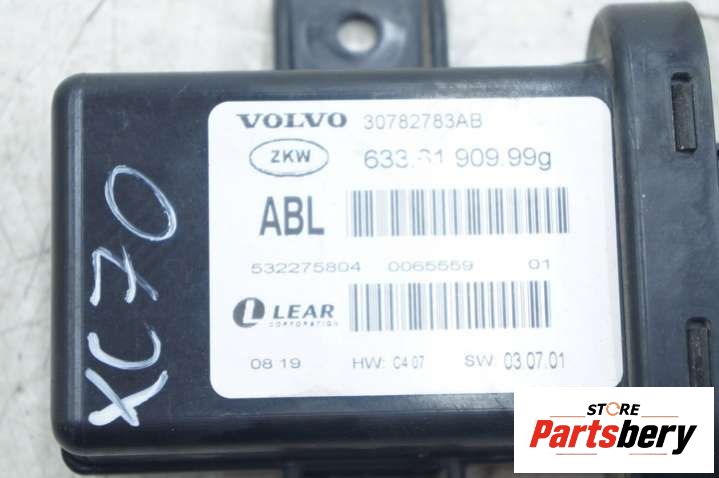 VOLVO 30782783AB
ZKW 633.61 909 99g
ABL
532275804 0065559 01
L LEAR
CORPORATION
08 19 HW: C4 07 SW: 03.07.01
XC70
STORE
Partsbery